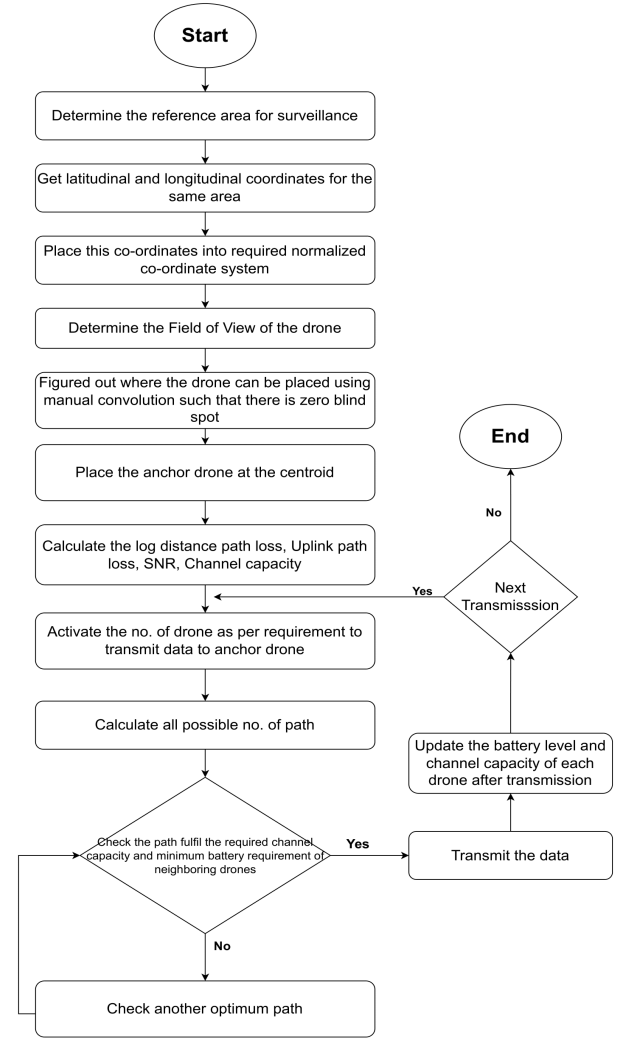 Start
Determine the reference area for surveillance
Get latitudinal and longitudinal coordinates for the
same area
Place this co-ordinates into required normalized
co-ordinate system
Determine the Field of View of the drone
Figured out where the drone can be placed using
manual convolution such that there is zero blind
spot
Place the anchor drone at the centroid
Calculate the log distance path loss, Uplink path
loss, SNR, Channel capacity
Activate the no. of drone as per requirement to
transmit data to anchor drone
Calculate all possible no. of path
Check the path fulfil the required channel
capacity and minimum battery requirement of
neighboring drones
No
Check another optimum path
Yes
Transmit the data
Update the battery level and
channel capacity of each
drone after transmission
Next
Transmisssion
Yes
No
End